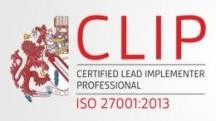 CLIP
CERTIFIED LEAD IMPLEMENTER
PROFESSIONAL
ISO 27001:2013